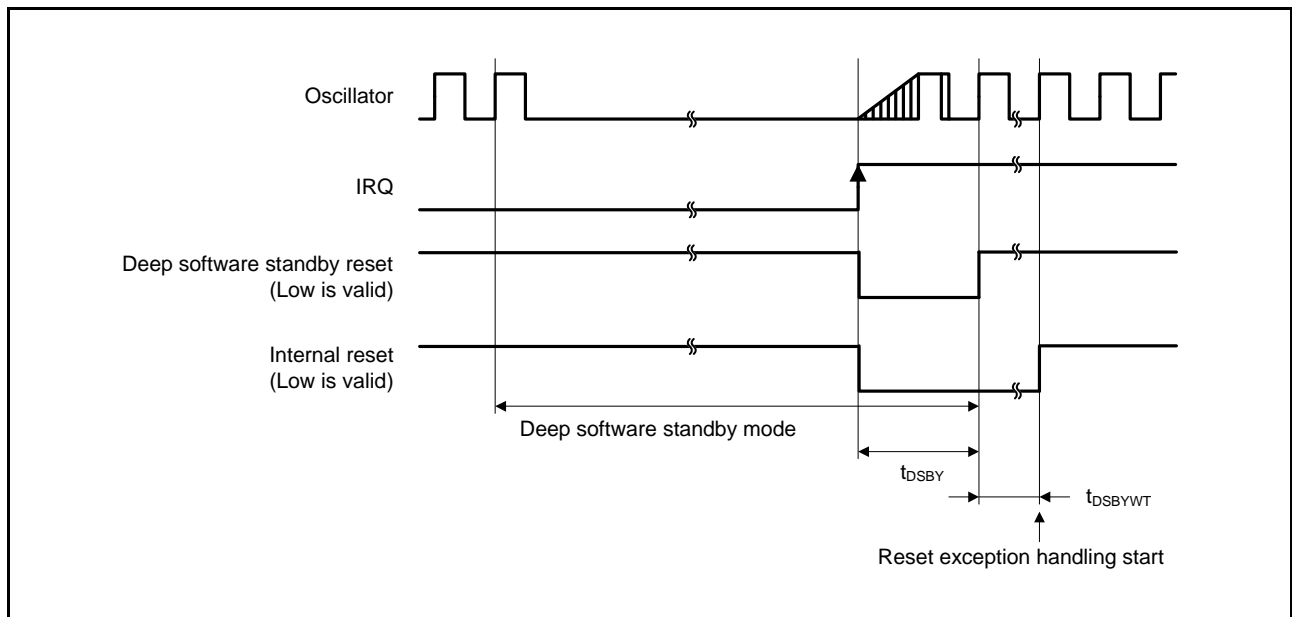 Oscillator
IRQ
Deep software standby reset
(Low is valid)
Internal reset
(Low is valid)
Deep software standby mode
tDSBY
tDSBYWT
Reset exception handling start